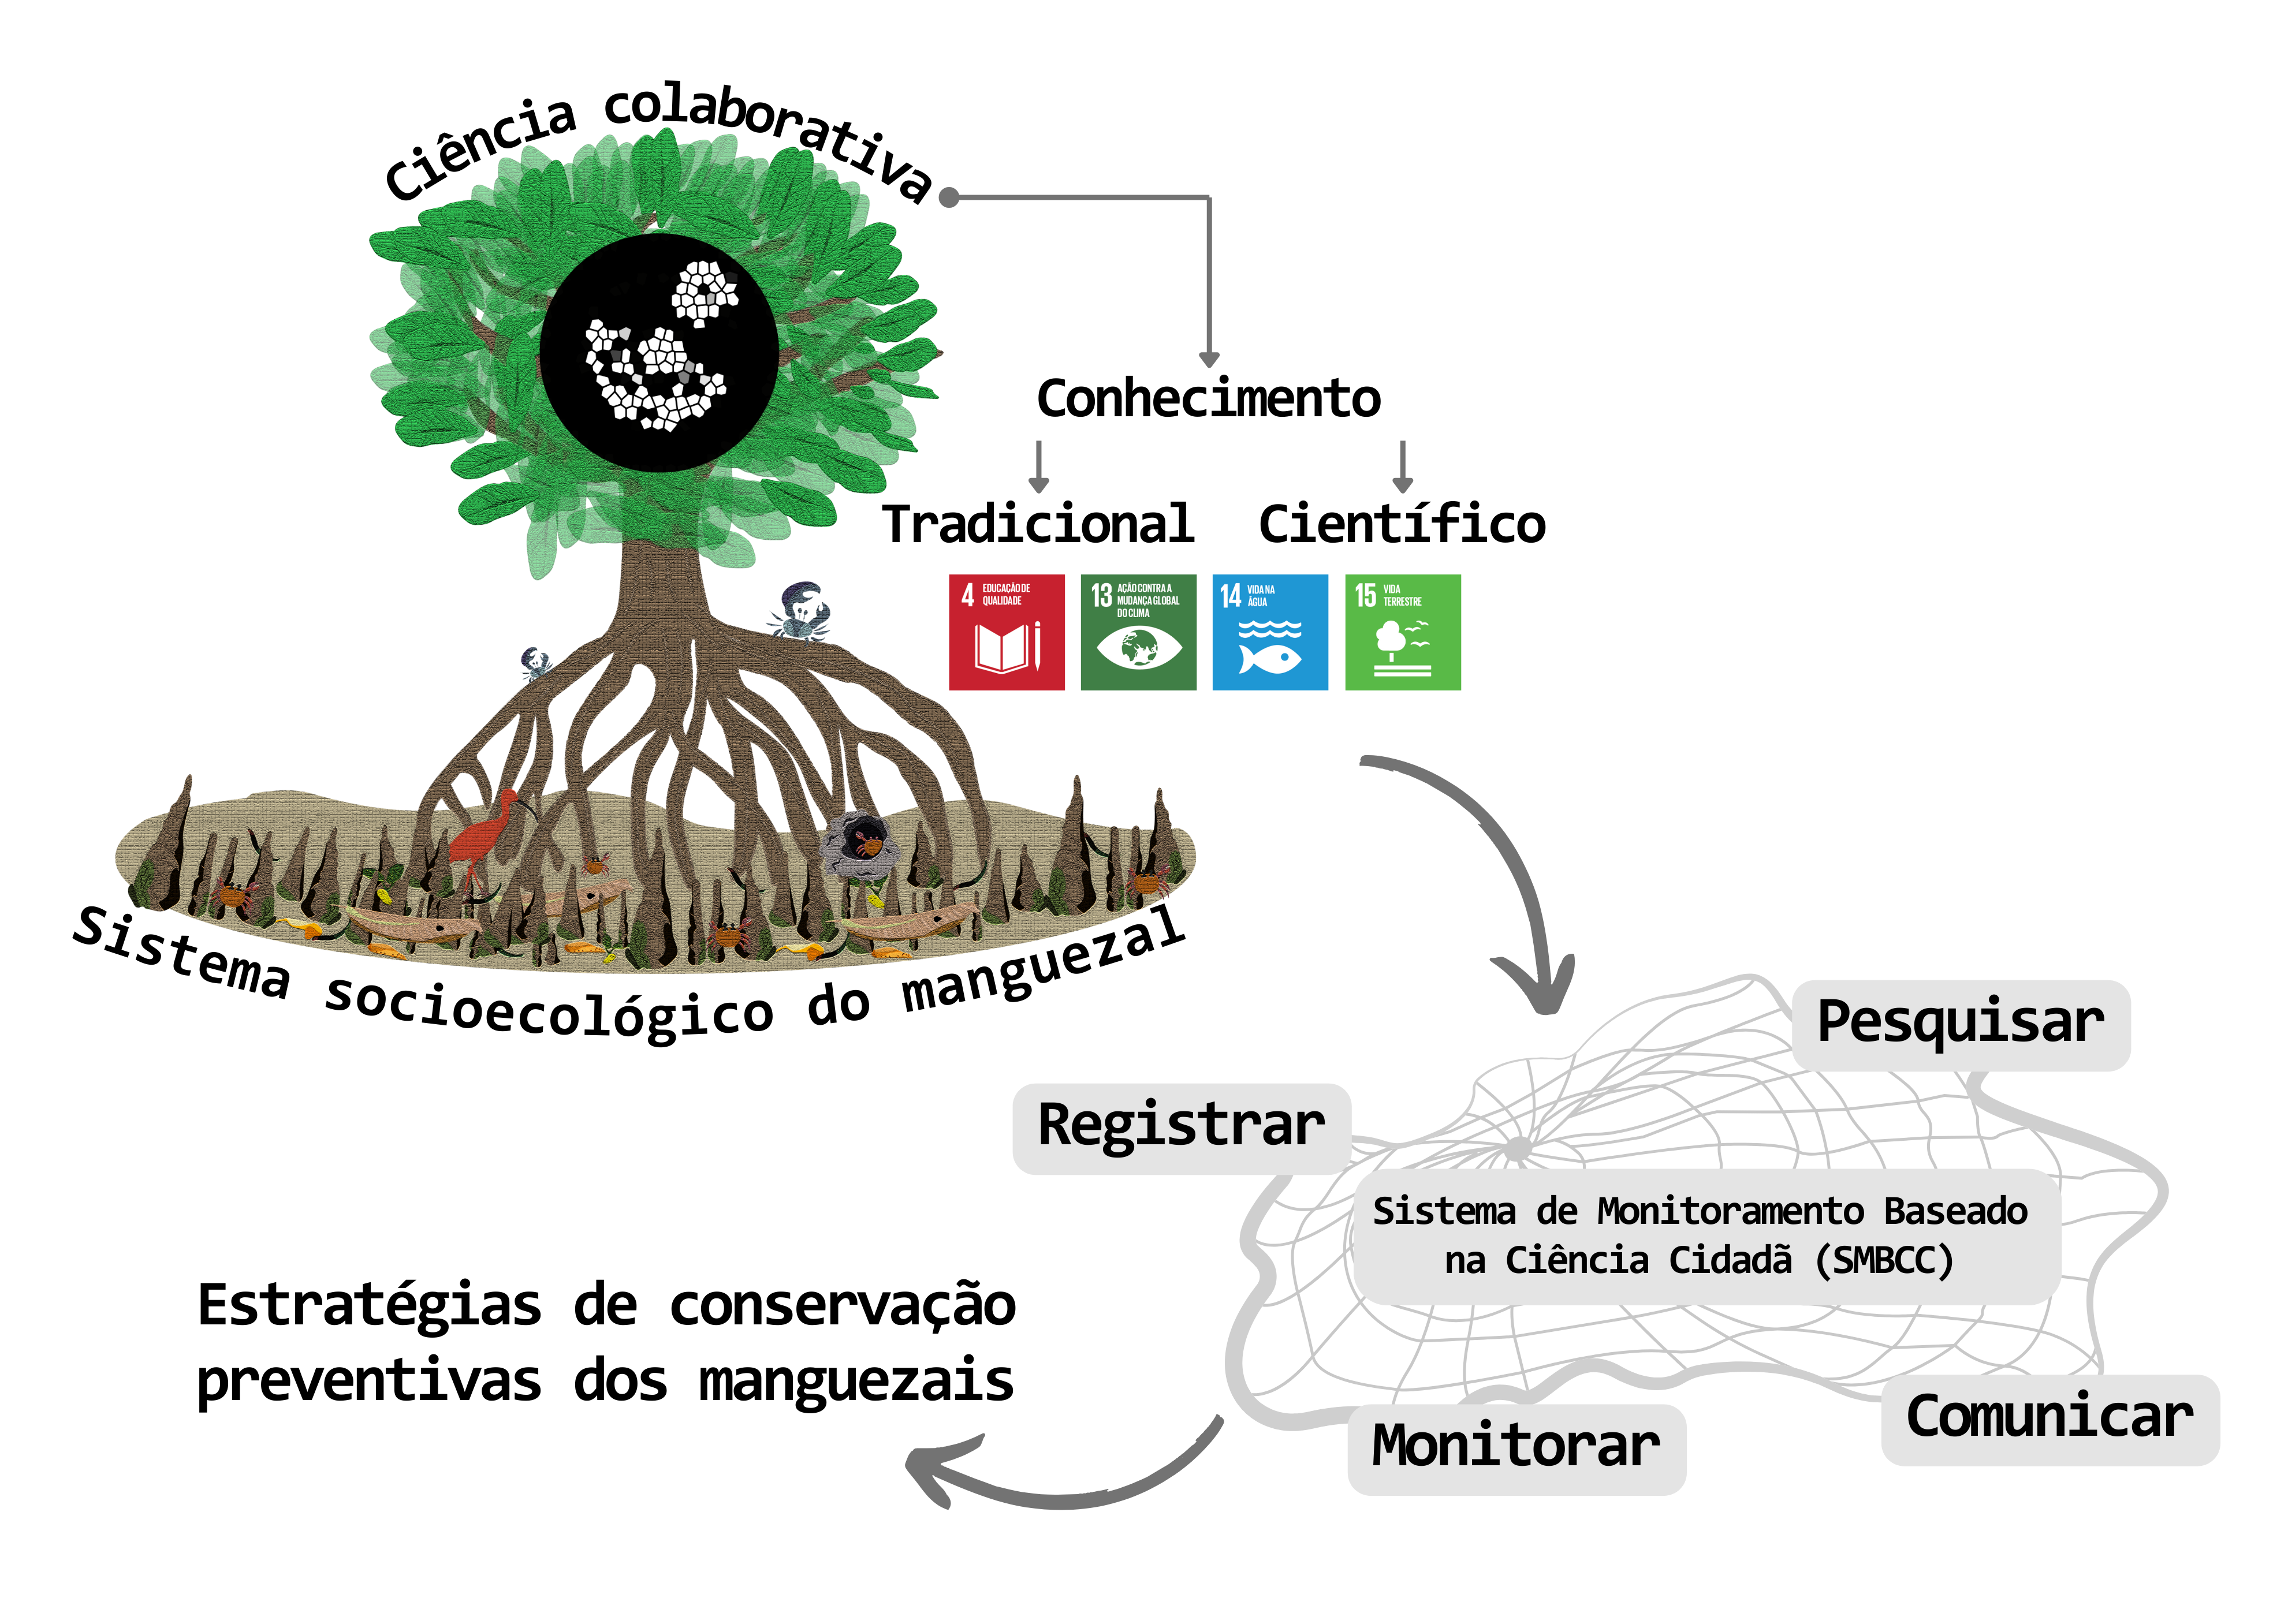 Ciência colaborativa
Conhecimento
Tradicional
Científico
4 EDUCAÇÃO DE
QUALIDADE
13 AÇÃO CONTRA A
MUDANÇA GLOBAL
DO CLIMA
14 VIDA NA
ÁGUA
15 VIDA
TERRESTRE
Sistema socioecológico do manguezal
Pesquisar
Registrar
Sistema de Monitoramento Baseado
na Ciência Cidadã (SMBCC)
Monitorar
Comunicar
Estratégias de conservação
preventivas dos manguezais